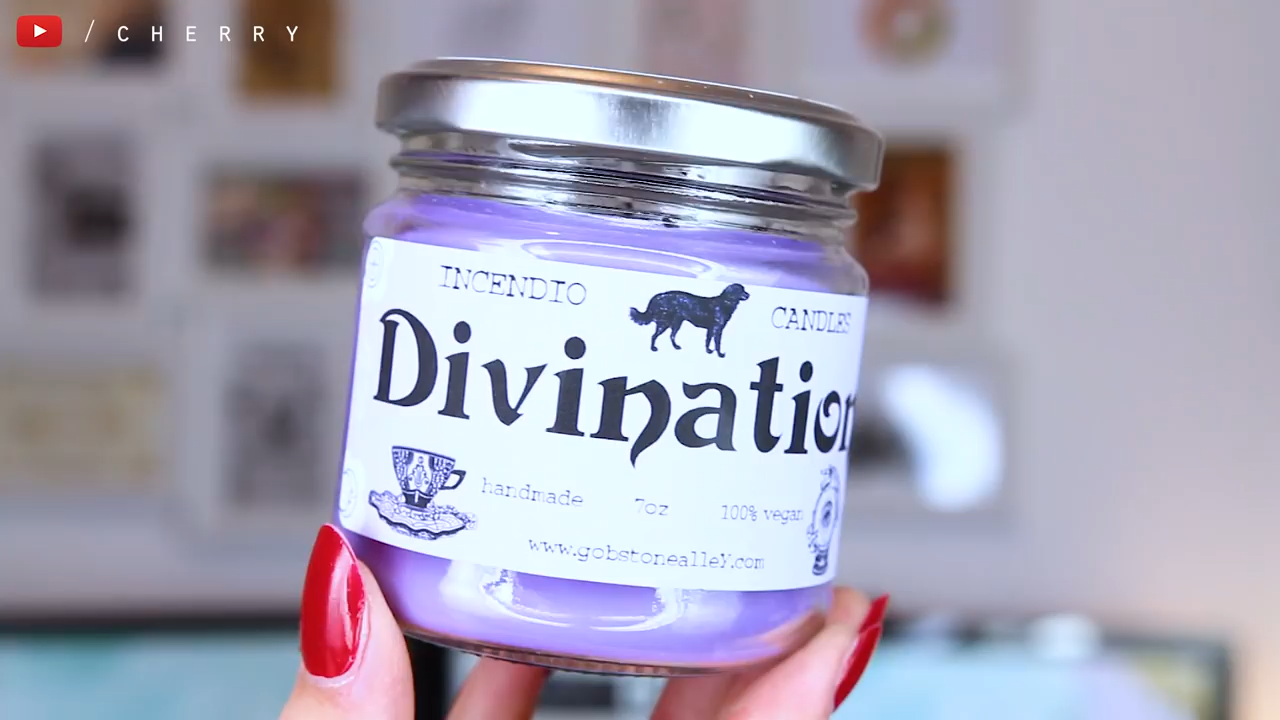 / CHERRY
INCENDIO CANDLES
Divination
handmade 7oz 100% vegan
www.gobstonealley.com